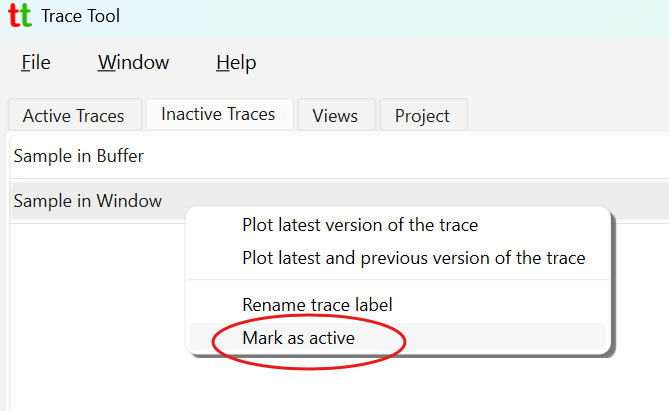 tt Trace Tool
File Window Help
Active Traces Inactive Traces Views Project
Sample in Buffer
Sample in Window
Plot latest version of the trace
Plot latest and previous version of the trace
Rename trace label
Mark as active